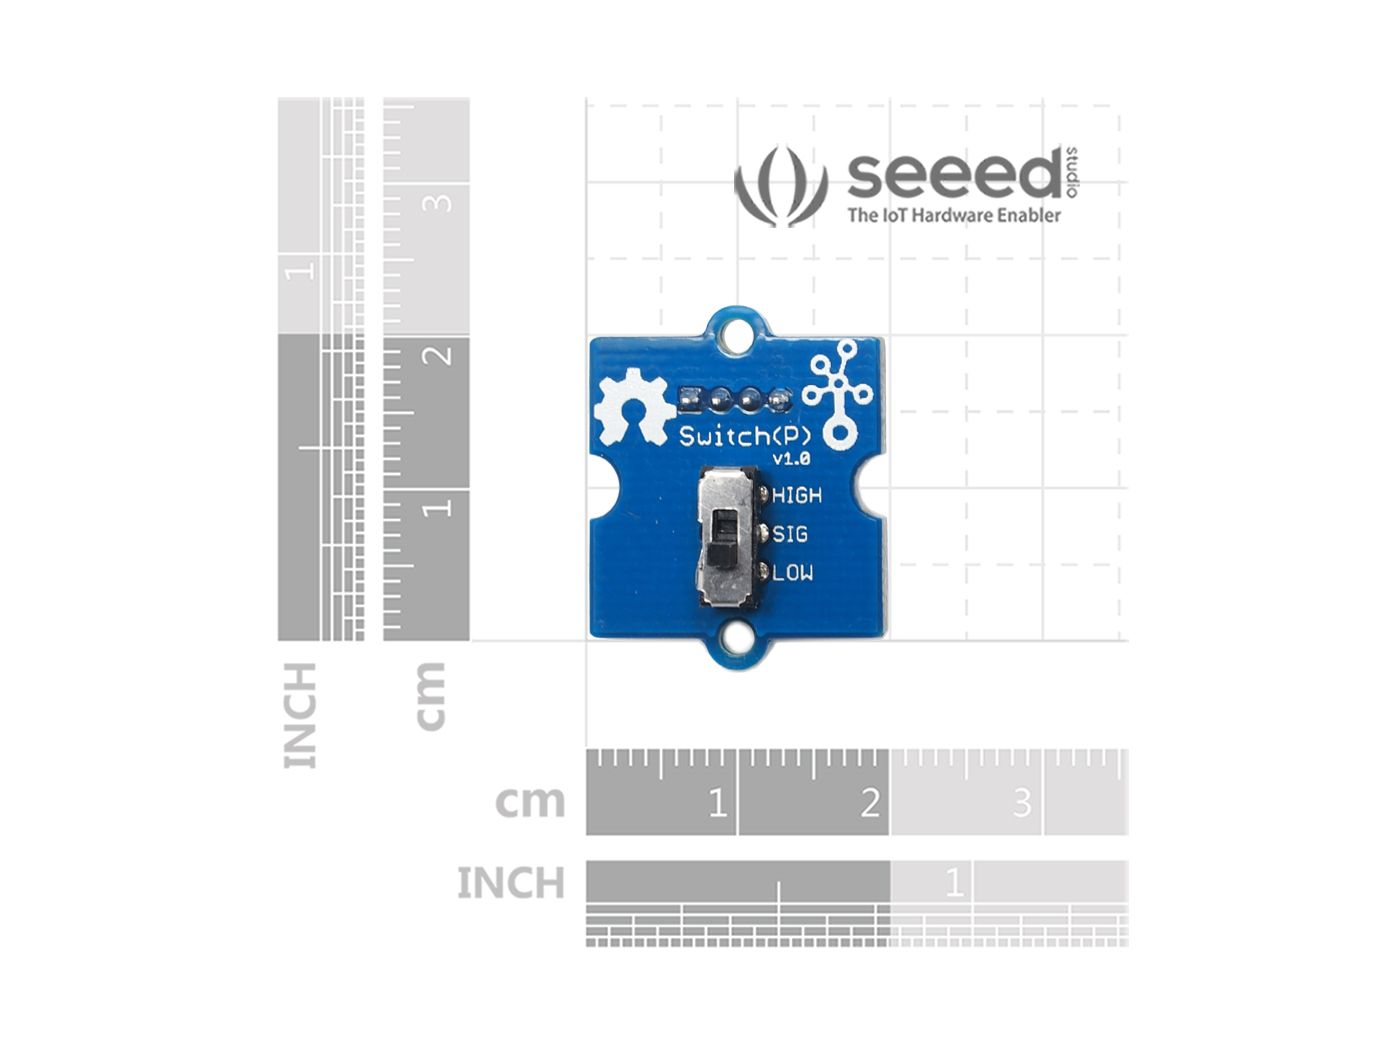 seeed
studio
The IoT Hardware Enabler
3
1
2
1
Switch(P)
v1.0
HIGH
SIG
LOW
INCH
cm
cm
1
2
3
INCH
1